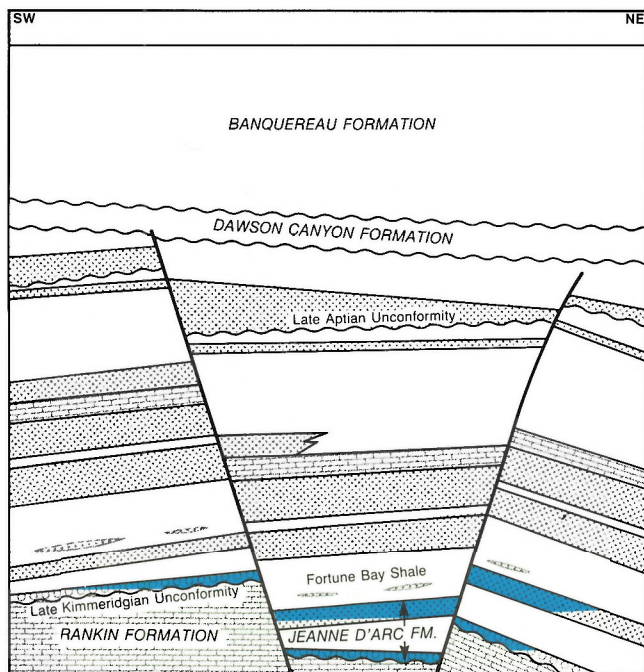 SW
NE
BANQUEREAU FORMATION
DAWSON CANYON FORMATION
Late Aptian Unconformity
Fortune Bay Shale
Late Kimmeridgian Unconformity
RANKIN FORMATION
JEANNE D'ARC FM.